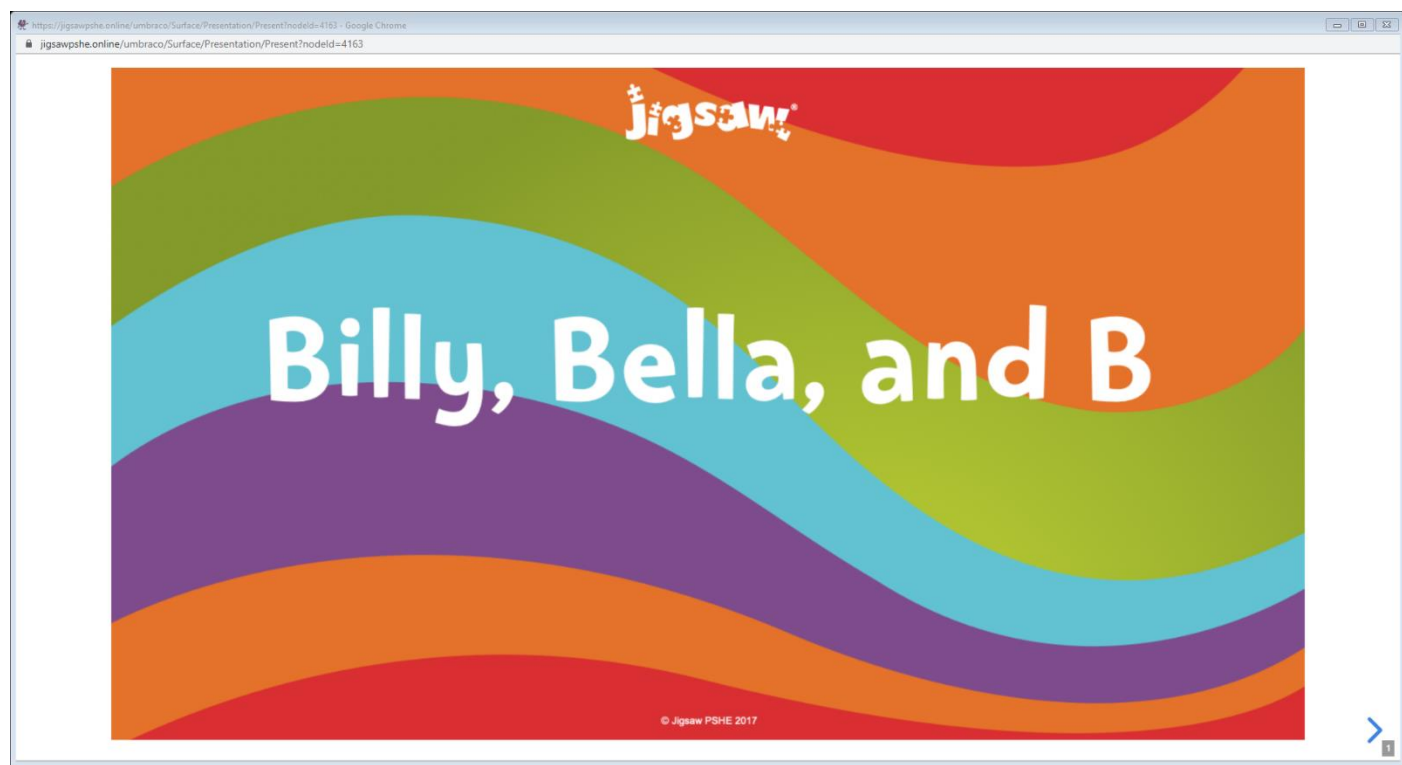 https://jigsawpshe.online/umbraco/Surface/Presentation/Present?nodeId=4163 - Google Chrome
jigsawpshe.online/umbraco/Surface/Presentation/Present?nodeId=4163
jigsaw®
Billy, Bella, and B
© Jigsaw PSHE 2017
1